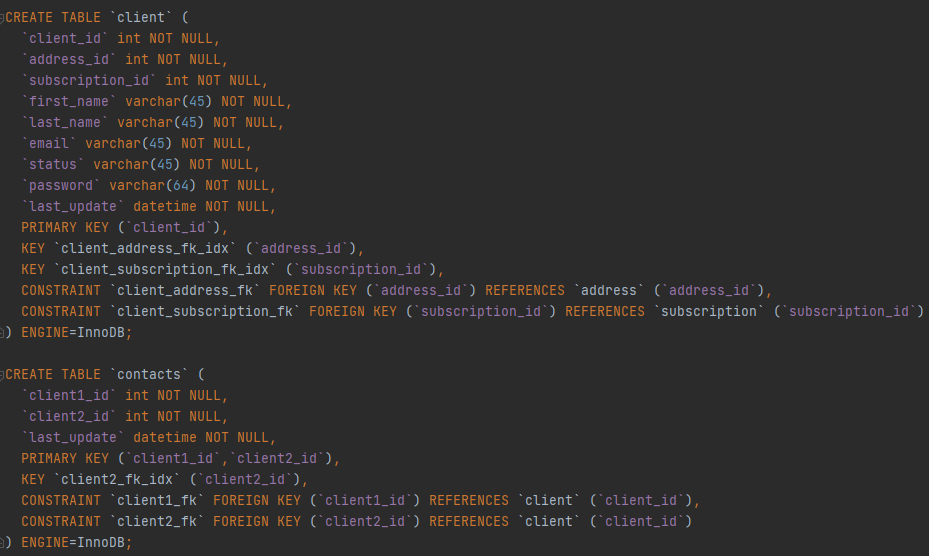 CREATE TABLE `client` (
`client_id` int NOT NULL,
`address_id` int NOT NULL,
`subscription_id` int NOT NULL,
`first_name` varchar(45) NOT NULL,
`last_name` varchar(45) NOT NULL,
`email` varchar(45) NOT NULL,
`status` varchar(45) NOT NULL,
`password` varchar(64) NOT NULL,
`last_update` datetime NOT NULL,
PRIMARY KEY (`client_id`),
KEY `client_address_fk_idx` (`address_id`),
KEY `client_subscription_fk_idx` (`subscription_id`),
CONSTRAINT `client_address_fk` FOREIGN KEY (`address_id`) REFERENCES `address` (`address_id`),
CONSTRAINT `client_subscription_fk` FOREIGN KEY (`subscription_id`) REFERENCES `subscription` (`subscription_id`)
) ENGINE=InnoDB;
CREATE TABLE `contacts` (
`client1_id` int NOT NULL,
`client2_id` int NOT NULL,
`last_update` datetime NOT NULL,
PRIMARY KEY (`client1_id`,`client2_id`),
KEY `client2_fk_idx` (`client2_id`),
CONSTRAINT `client1_fk` FOREIGN KEY (`client1_id`) REFERENCES `client` (`client_id`),
CONSTRAINT `client2_fk` FOREIGN KEY (`client2_id`) REFERENCES `client` (`client_id`)
) ENGINE=InnoDB;